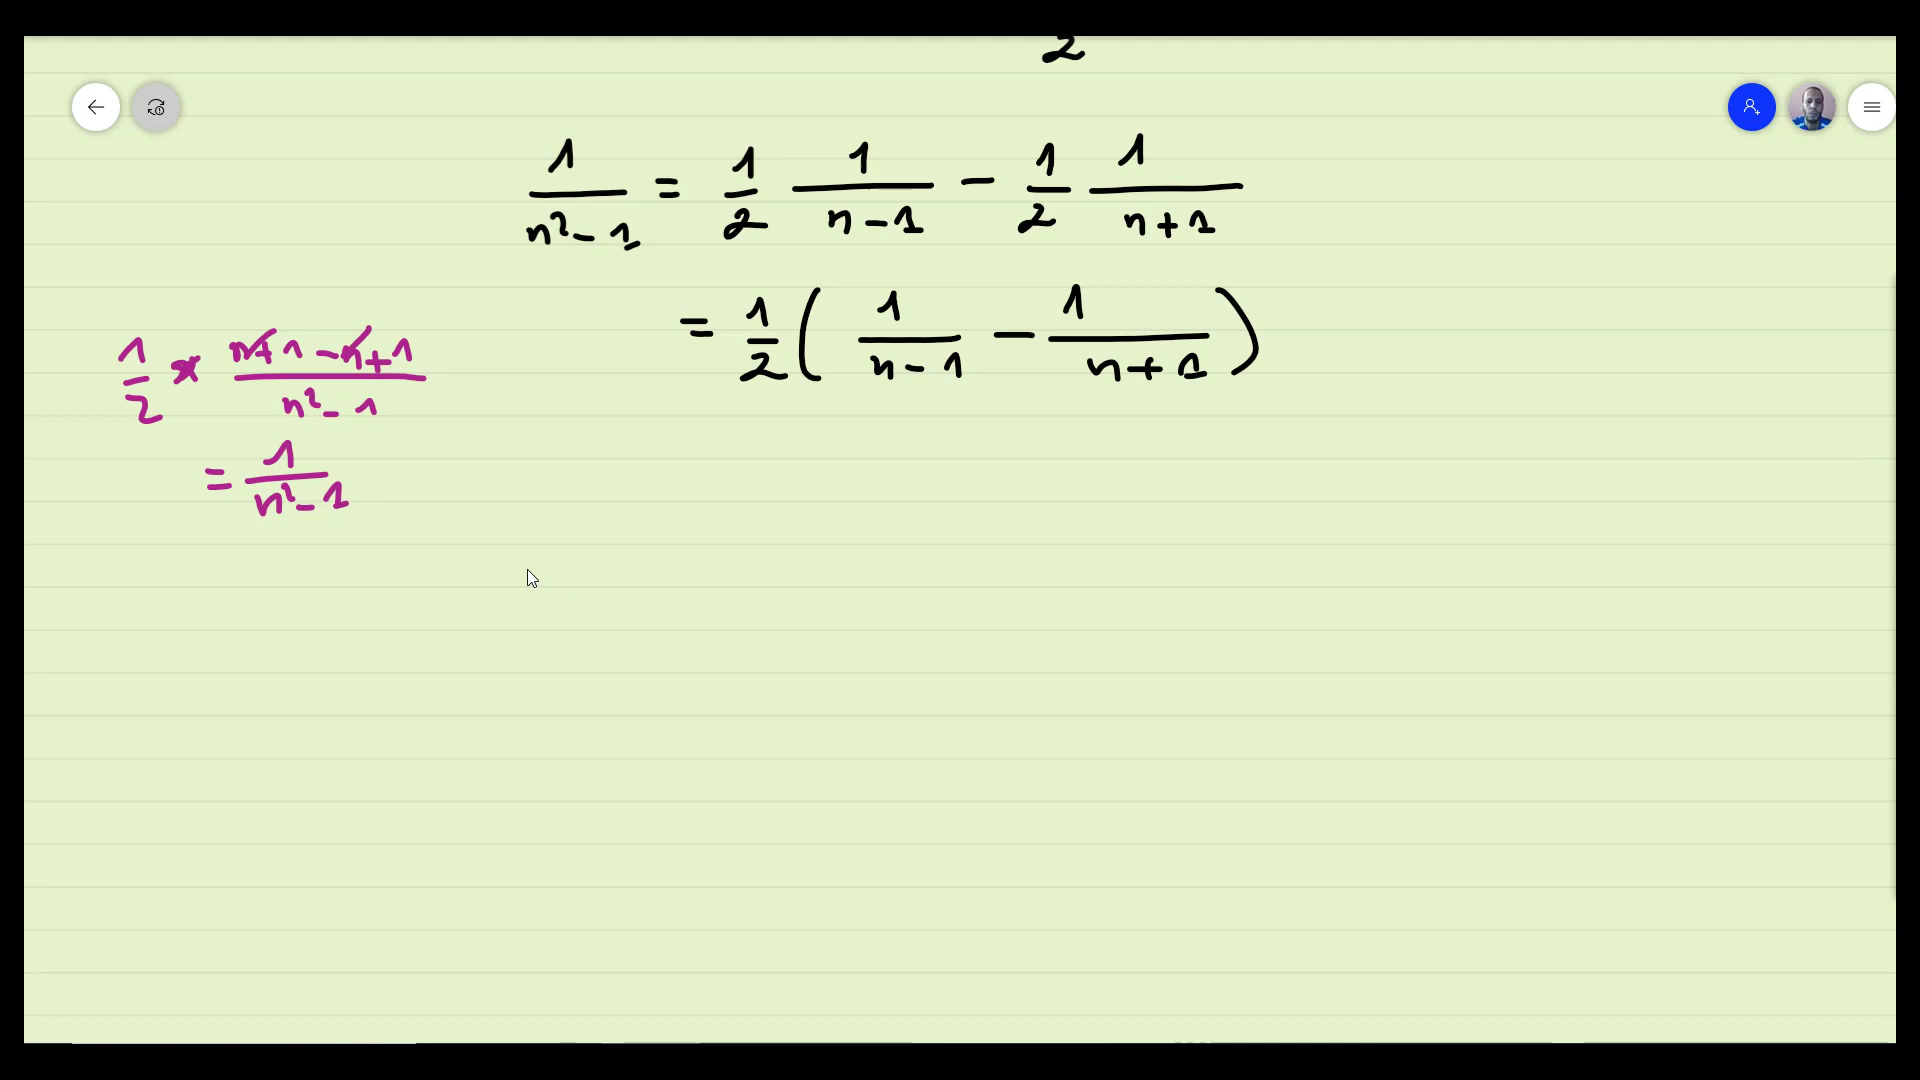 2
1/(n²-1) = 1/2 1/(n-1) - 1/2 1/(n+1)
= 1/2 ( 1/(n-1) - 1/(n+1) )
1/2 * (n+1-n+1)/(n²-1)
= 1/(n²-1)